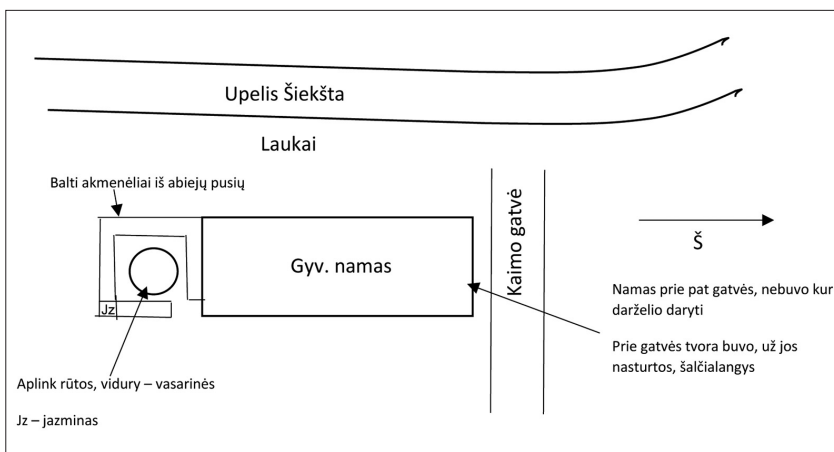 Upelis Šiekšta
Laukai
Balti akmenėliai iš abiejų pusių
Kaimo gatvė
Š
Gyv. namas
Namas prie pat gatvės, nebuvo kur
darželio daryti
Jz
Prie gatvės tvora buvo, už jos
nasturtos, šalčialangys
Aplink rūtos, vidury – vasarinės
Jz – jazminas